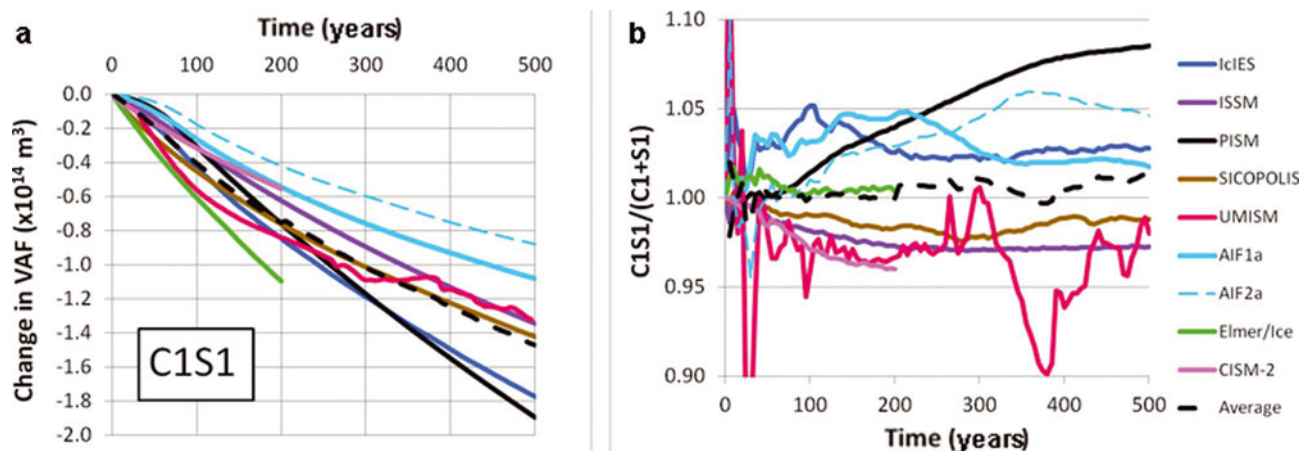 a
Time (years)
0 100 200 300 400 500
Change in VAF (x10¹⁴ m³)
0.0
-0.2
-0.4
-0.6
-0.8
-1.0
-1.2
-1.4
-1.6
-1.8
-2.0
C1S1
b
C1S1/(C1+S1)
1.10
1.05
1.00
0.95
0.90
0 100 200 300 400 500
Time (years)
IcIES
ISSM
PISM
SICOPOLIS
UMISM
AIF1a
AIF2a
Elmer/Ice
CISM-2
Average